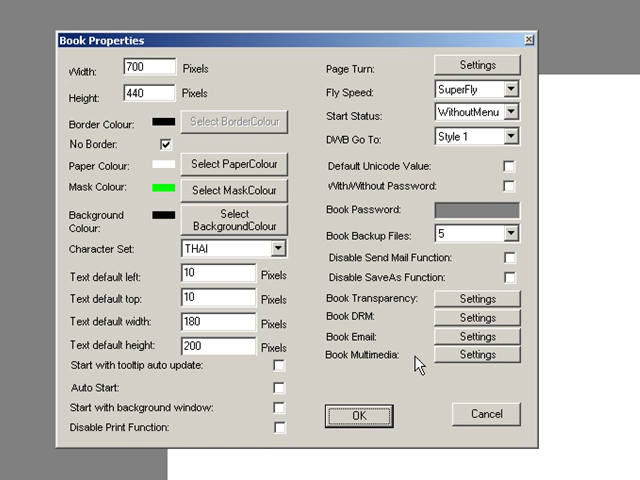 Book Properties
Width: 700 Pixels
Height: 440 Pixels
Border Colour: Select BorderColour
No Border:
Paper Colour: Select PaperColour
Mask Colour: Select MaskColour
Background Colour: Select BackgroundColour
Character Set: THAI
Text default left: 10 Pixels
Text default top: 10 Pixels
Text default width: 180 Pixels
Text default height: 200 Pixels
Start with tooltip auto update:
Auto Start:
Start with background window:
Disable Print Function:
Page Turn: Settings
Fly Speed: SuperFly
Start Status: WithoutMenu
DWB Go To: Style 1
Default Unicode Value:
With/Without Password:
Book Password:
Book Backup Files: 5
Disable Send Mail Function:
Disable SaveAs Function:
Book Transparency: Settings
Book DRM: Settings
Book Email: Settings
Book Multimedia: Settings
OK Cancel